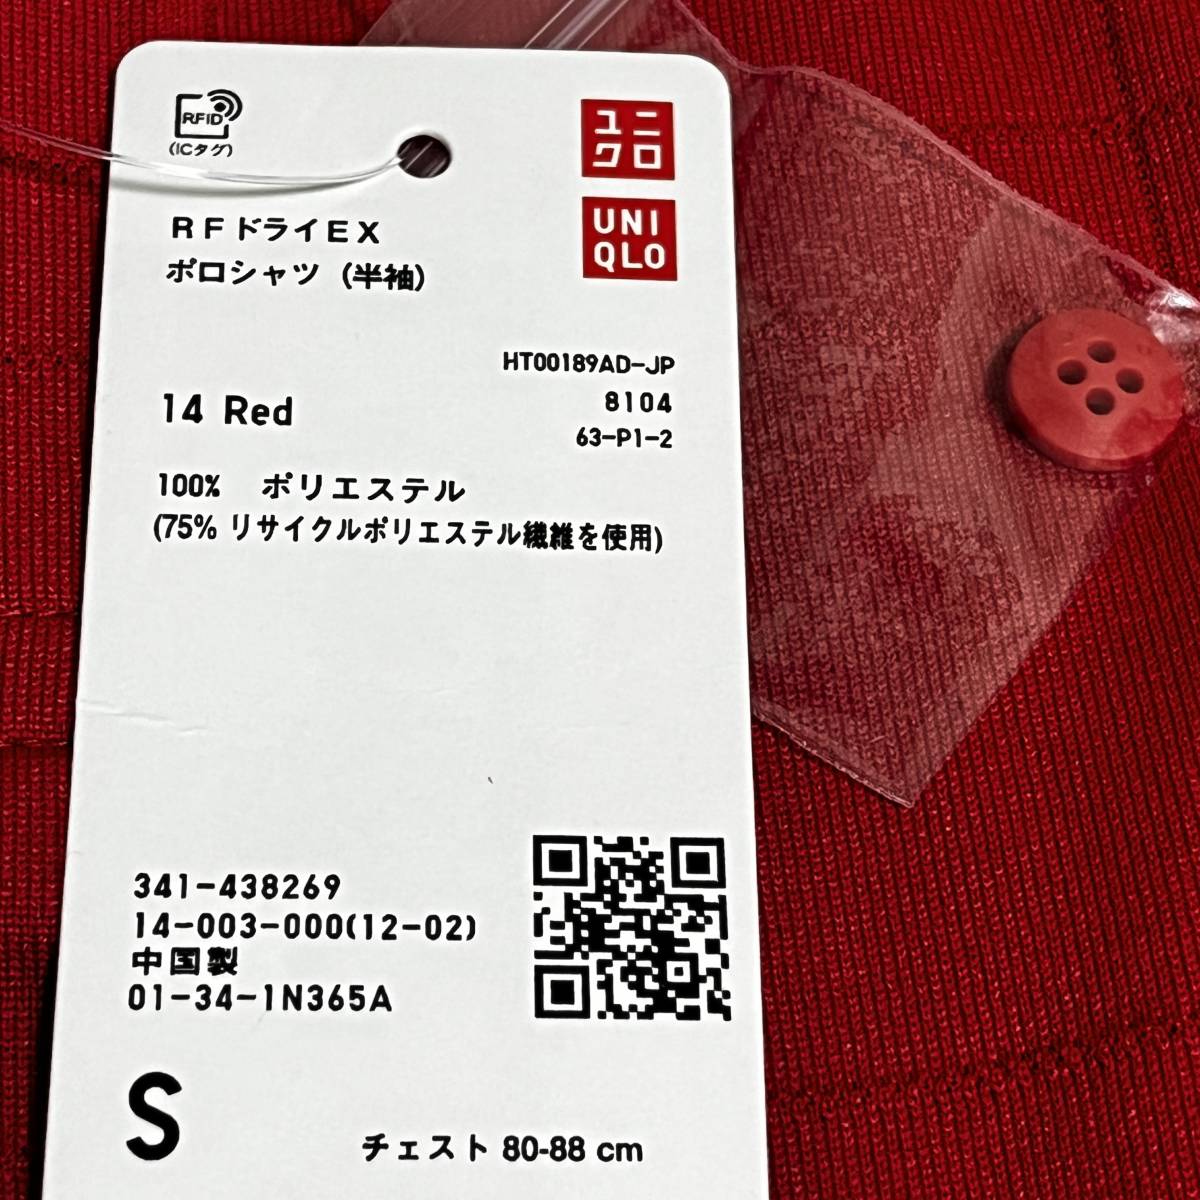 RFID
(ICタグ)
ユニ
クロ
UNI
QLO
RFドライEX
ポロシャツ (半袖)
HT00189AD-JP
8104
63-P1-2
14 Red
100% ポリエステル
(75% リサイクルポリエステル繊維を使用)
341-438269
14-003-000(12-02)
中国製
01-34-1N365A
S
チェスト 80-88 cm